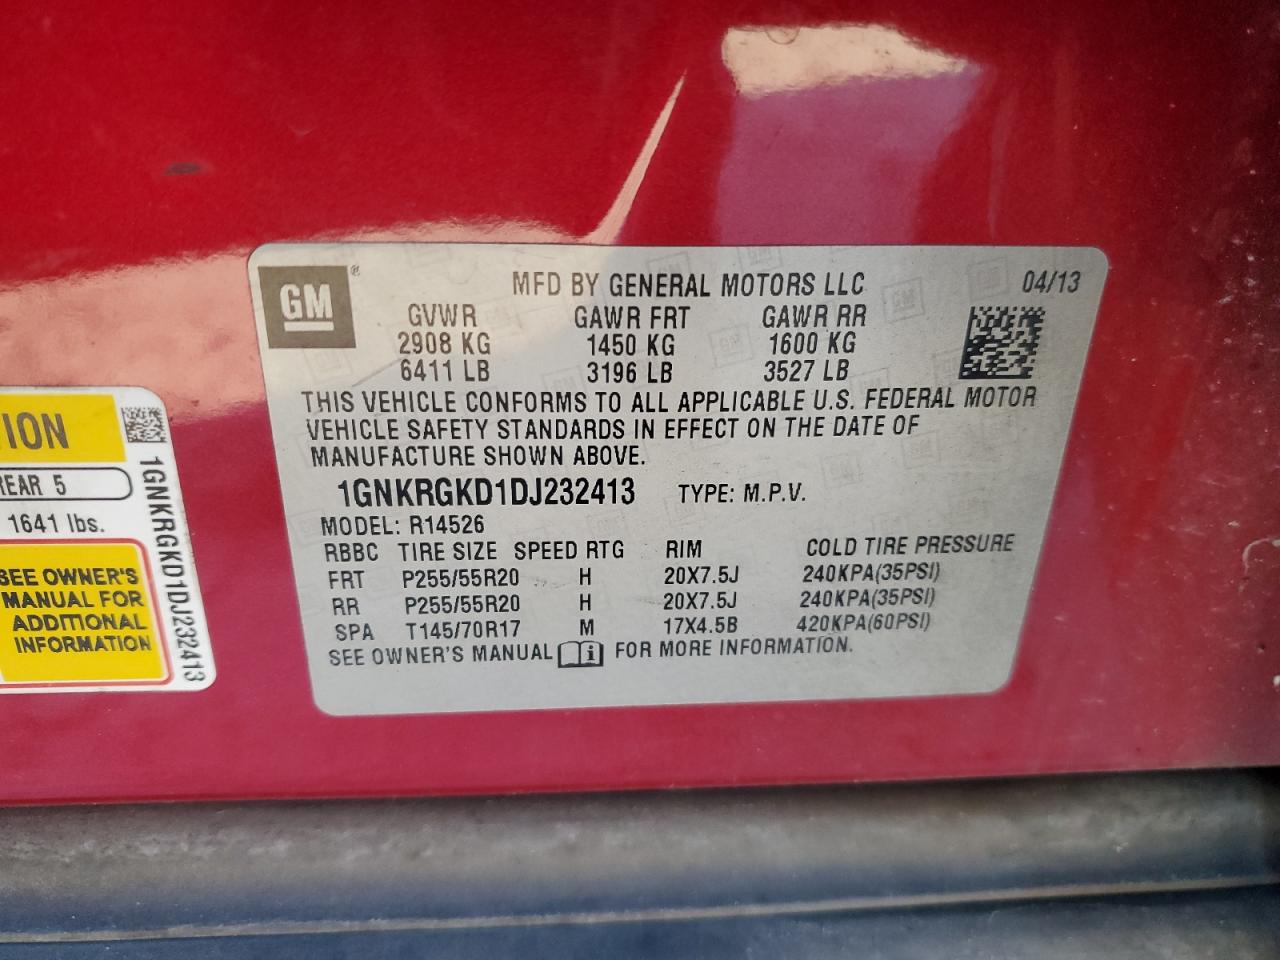 GM
®
MFD BY GENERAL MOTORS LLC 04/13
GVWR GAWR FRT GAWR RR
2908 KG 1450 KG 1600 KG
6411 LB 3196 LB 3527 LB
THIS VEHICLE CONFORMS TO ALL APPLICABLE U.S. FEDERAL MOTOR
VEHICLE SAFETY STANDARDS IN EFFECT ON THE DATE OF
MANUFACTURE SHOWN ABOVE.
1GNKRGKD1DJ232413 TYPE: M.P.V.
MODEL: R14526
RBBC TIRE SIZE SPEED RTG RIM COLD TIRE PRESSURE
FRT P255/55R20 H 20X7.5J 240KPA(35PSI)
RR P255/55R20 H 20X7.5J 240KPA(35PSI)
SPA T145/70R17 M 17X4.5B 420KPA(60PSI)
SEE OWNER'S MANUAL i FOR MORE INFORMATION.
TION
REAR 5
1641 lbs.
SEE OWNER'S
MANUAL FOR
ADDITIONAL
INFORMATION
1GNKRGKD1DJ232413